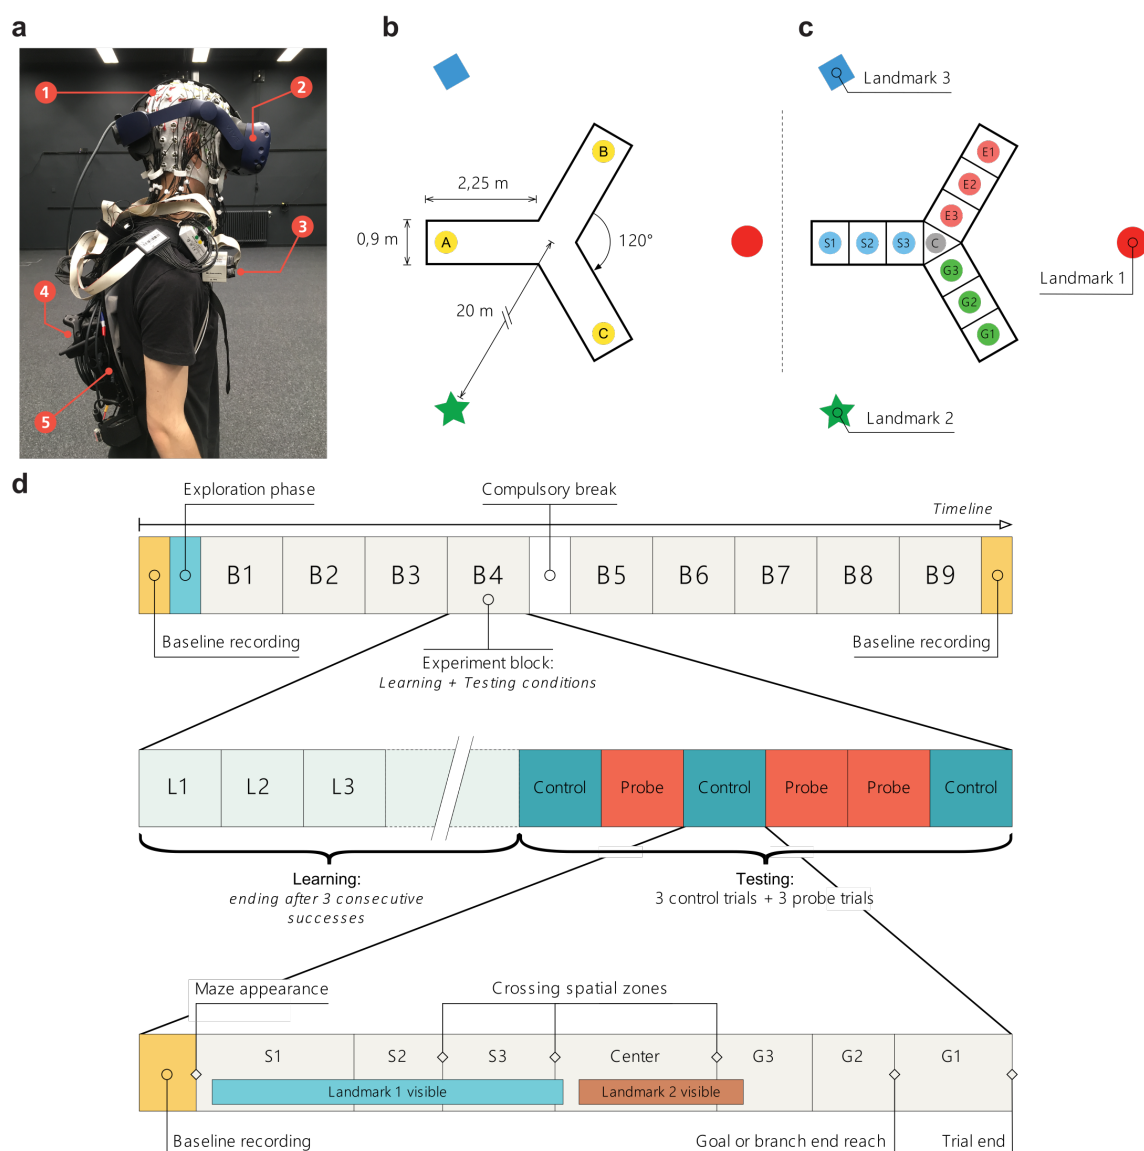 a
b
c
1
2
3
4
5
2,25 m
0,9 m
120°
20 m
A
B
C
Landmark 3
E1
E2
E3
S1
S2
S3
C
G3
G2
G1
Landmark 1
Landmark 2
d
Exploration phase
Compulsory break
Timeline
B1
B2
B3
B4
B5
B6
B7
B8
B9
Baseline recording
Baseline recording
Experiment block:
Learning + Testing conditions
L1
L2
L3
Control
Probe
Control
Probe
Probe
Control
Learning:
ending after 3 consecutive
successes
Testing:
3 control trials + 3 probe trials
Maze appearance
Crossing spatial zones
S1
S2
S3
Center
G3
G2
G1
Landmark 1 visible
Landmark 2 visible
Baseline recording
Goal or branch end reach
Trial end